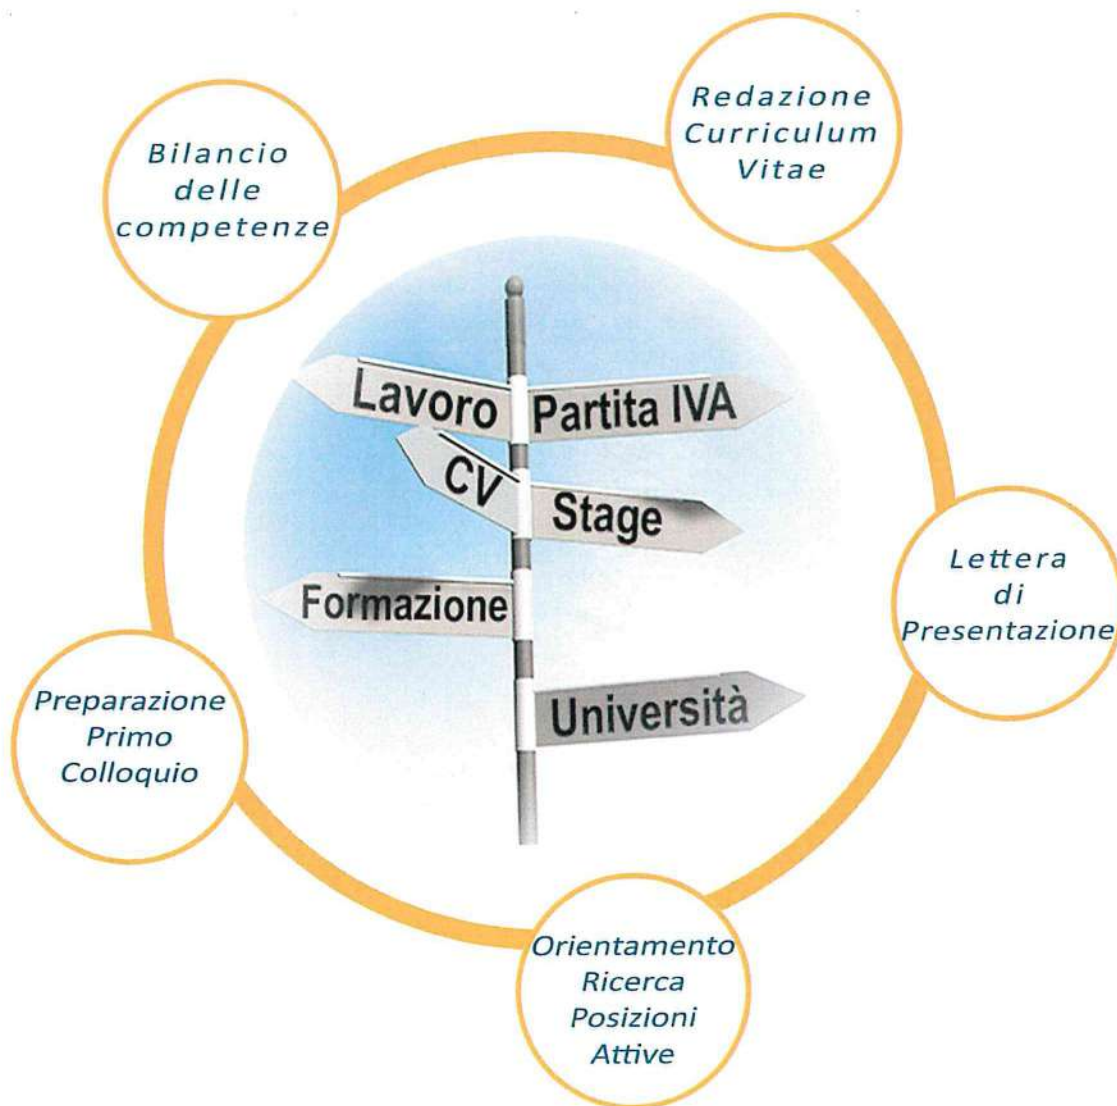 Redazione
Curriculum
Vitae
Bilancio
delle
competenze
Lavoro
Partita IVA
CV
Stage
Formazione
Università
Lettera
di
Presentazione
Preparazione
Primo
Colloquio
Orientamento
Ricerca
Posizioni
Attive